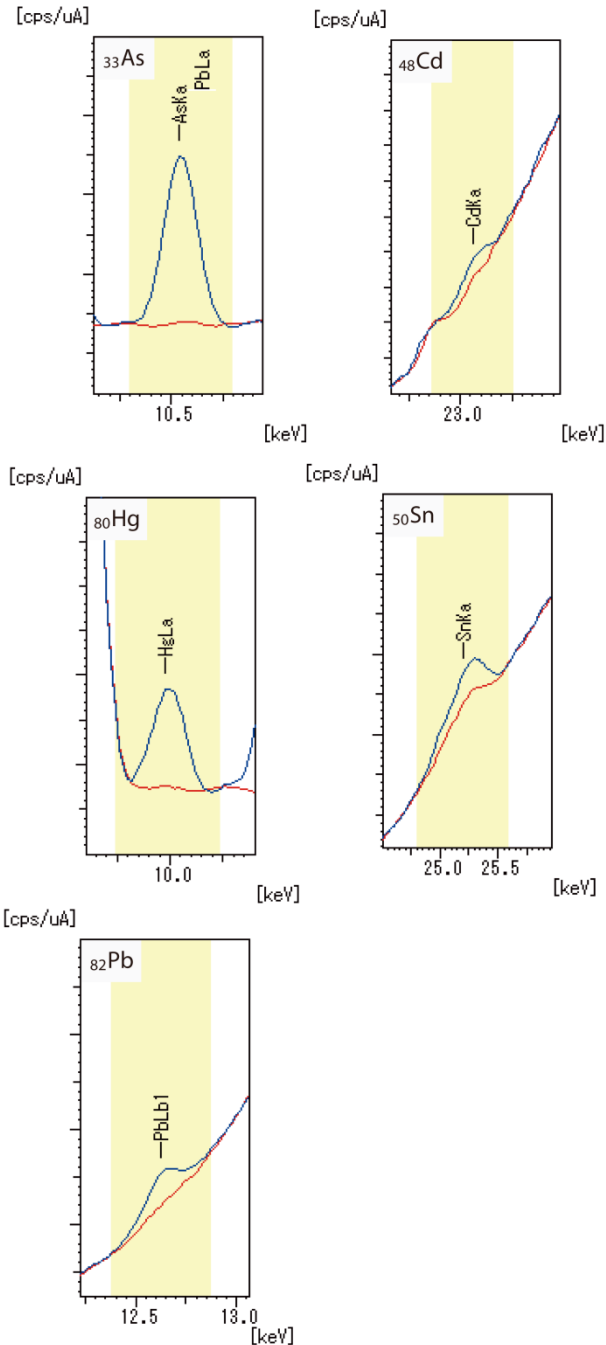 [cps/uA]
₃₃As
AsKa
PbLa
10.5
[keV]
[cps/uA]
₄₈Cd
CdKa
23.0
[keV]
[cps/uA]
₈₀Hg
HgLa
10.0
[keV]
[cps/uA]
₅₀Sn
SnKa
25.0 25.5
[keV]
[cps/uA]
₈₂Pb
PbLb1
12.5 13.0
[keV]